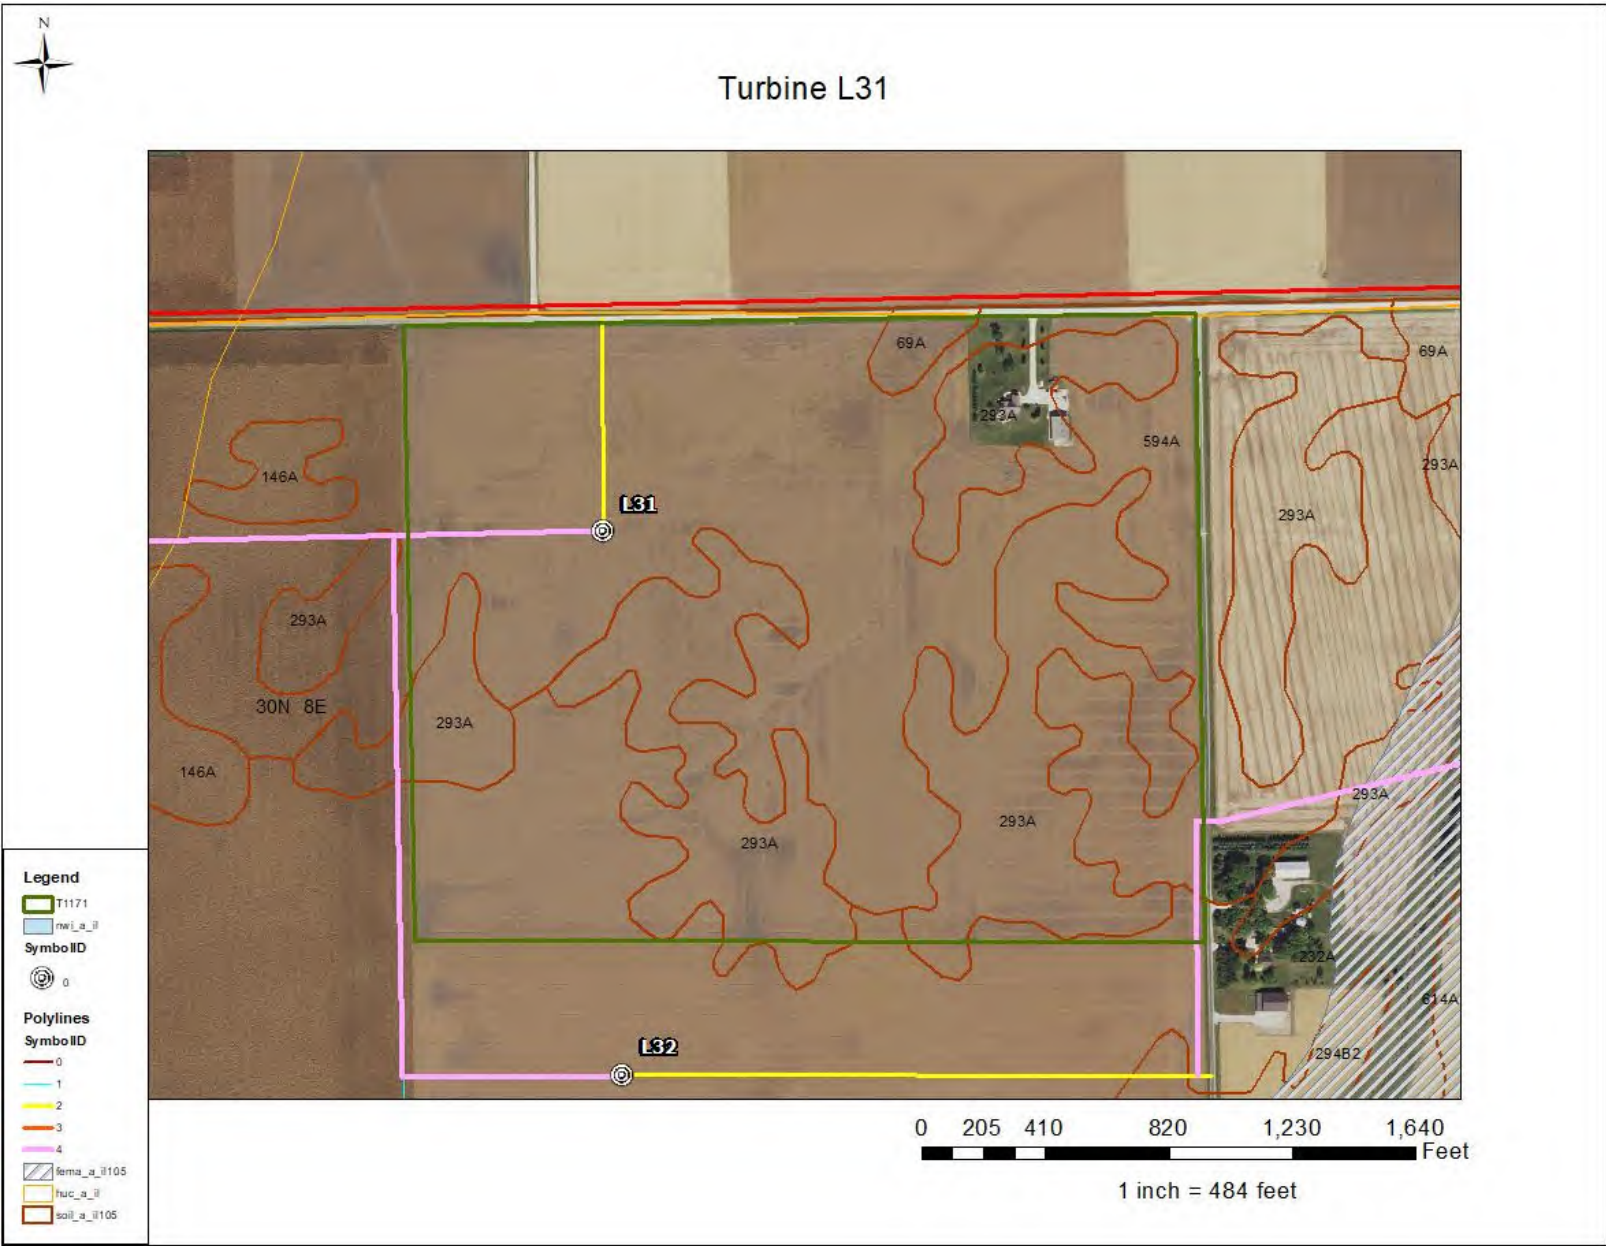 N
Turbine L31
69A
69A
293A
594A
293A
146A
293A
L31
293A
30N 8E
293A
146A
293A
293A
293A
232A
614A
L32
294B2
Legend
T1171
nwi_a_il
SymbolID
0
Polylines
SymbolID
0
1
2
3
4
fema_a_il105
huc_a_il
soil_a_il105
0 205 410 820 1,230 1,640
Feet
1 inch = 484 feet